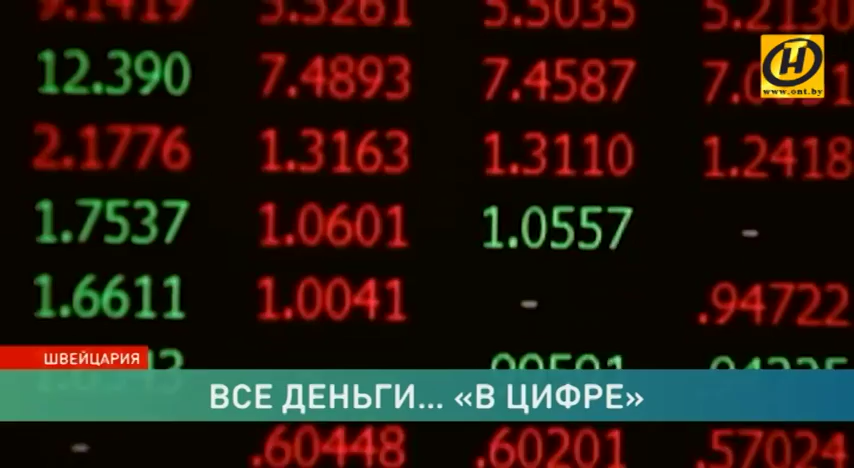 12.390 7.4893 7.4587
www.ont.by
2.1776 1.3163 1.3110 1.2418
1.7537 1.0601 1.0557 -
1.6611 1.0041 - .94722
ШВЕЙЦАРИЯ
ВСЕ ДЕНЬГИ... «В ЦИФРЕ»
- .60448 .60201 .57024